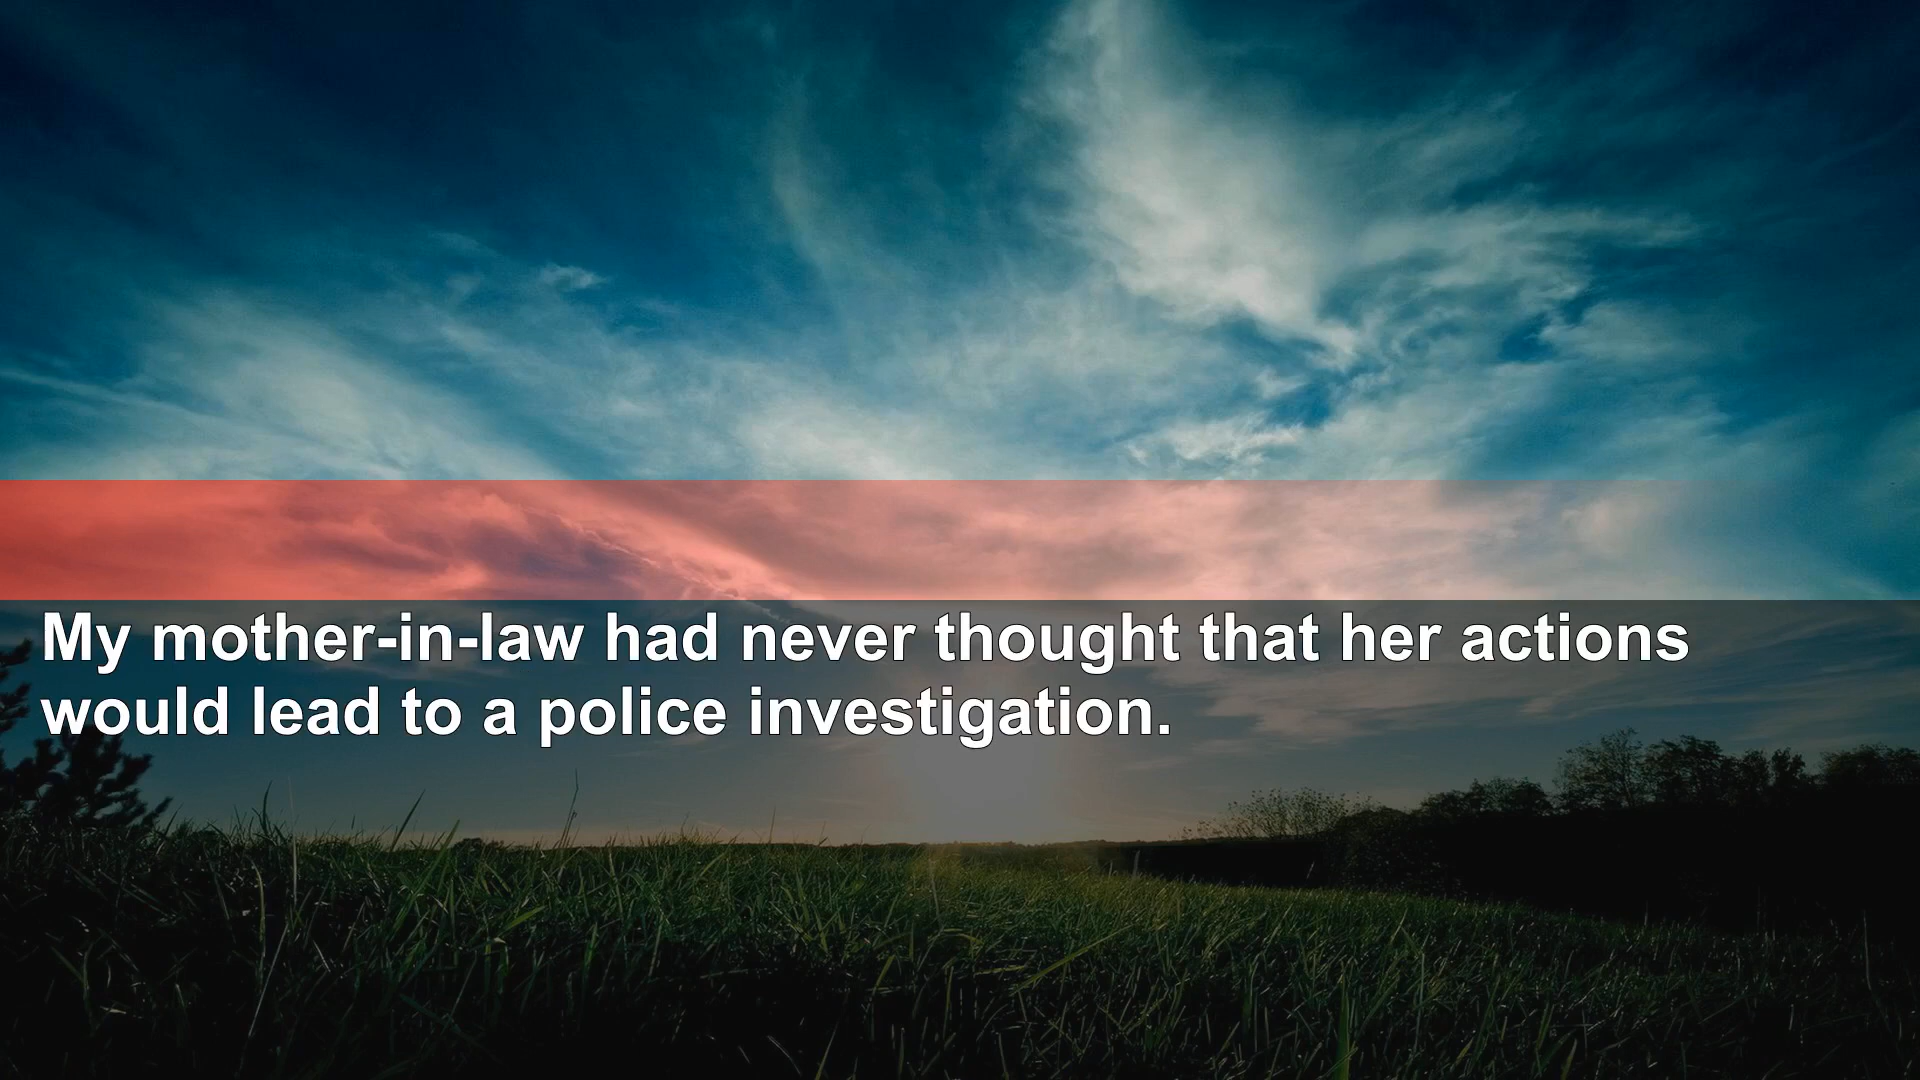 My mother-in-law had never thought that her actions
would lead to a police investigation.